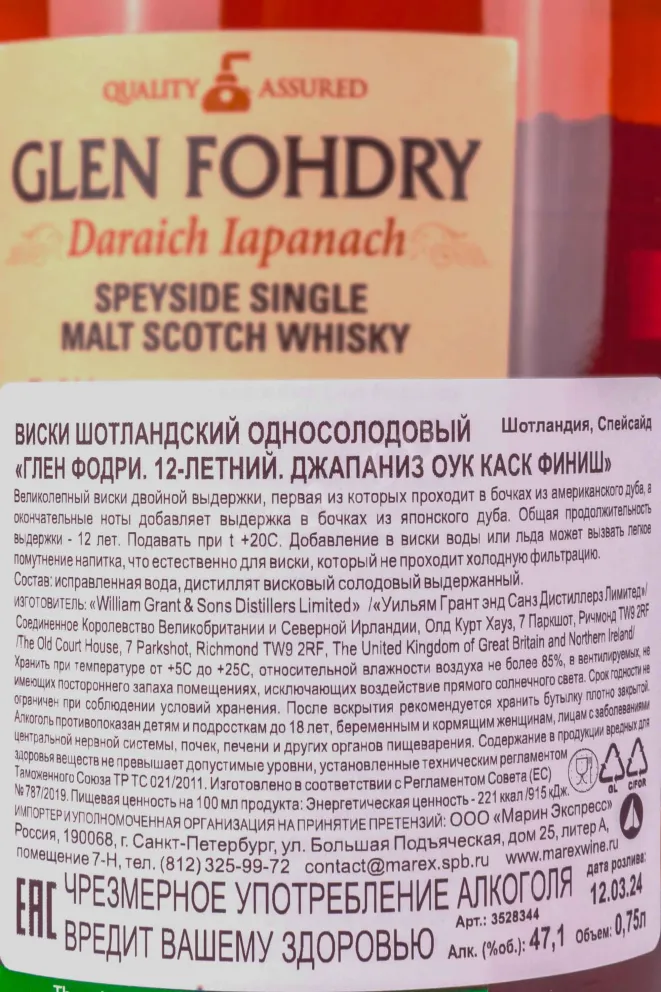 QUALITY ASSURED
GLEN FOHDRY
Daraich Iapanach
SPEYSIDE SINGLE
MALT SCOTCH WHISKY
ВИСКИ ШОТЛАНДСКИЙ ОДНОСОЛОДОВЫЙ Шотландия, Спейсайд
«ГЛЕН ФОДРИ. 12-ЛЕТНИЙ. ДЖАПАНИЗ ОУК КАСК ФИНИШ»
Великолепный виски двойной выдержки, первая из которых проходит в бочках из американского дуба, а
окончательные ноты добавляет выдержка в бочках из японского дуба. Общая продолжительность
выдержки - 12 лет. Подавать при t +20С. Добавление в виски воды или льда может вызвать легкое
помутнение напитка, что естественно для виски, который не проходит холодную фильтрацию.
Состав: исправленная вода, дистиллят висковый солодовый выдержанный.
ИЗГОТОВИТЕЛЬ: «William Grant & Sons Distillers Limited» /«Уильям Грант энд Санз Дистиллерз Лимитед»/
Соединенное Королевство Великобритании и Северной Ирландии, Олд Курт Хауз, 7 Паркшот, Ричмонд TW9 2RF
/The Old Court House, 7 Parkshot, Richmond TW9 2RF, The United Kingdom of Great Britain and Northern Ireland/
Хранить при температуре от +5С до +25С, относительной влажности воздуха не более 85%, в вентилируемых, не
имеющих постороннего запаха помещениях, исключающих воздействие прямого солнечного света. Срок годности не
ограничен при соблюдении условий хранения. После вскрытия рекомендуется хранить бутылку плотно закрытой.
Алкоголь противопоказан детям и подросткам до 18 лет, беременным и кормящим женщинам, лицам с заболеваниями
центральной нервной системы, почек, печени и других органов пищеварения. Содержание в продукции вредных для
здоровья веществ не превышает допустимые уровни, установленные техническим регламентом
Таможенного Союза ТР ТС 021/2011. Изготовлено в соответствии с Регламентом Совета (ЕС)
№ 787/2019. Пищевая ценность на 100 мл продукта: Энергетическая ценность - 221 ккал /915 кДж.
GL C/FOR
ИМПОРТЕР И УПОЛНОМОЧЕННАЯ ОРГАНИЗАЦИЯ НА ПРИНЯТИЕ ПРЕТЕНЗИЙ: ООО «Марин Экспресс»
Россия, 190068, г. Санкт-Петербург, ул. Большая Подъяческая, дом 25, литер А,
помещение 7-Н, тел. (812) 325-99-72 contact@marex.spb.ru www.marexwine.ru
дата розлива:
12.03.24
EAC ЧРЕЗМЕРНОЕ УПОТРЕБЛЕНИЕ АЛКОГОЛЯ
ВРЕДИТ ВАШЕМУ ЗДОРОВЬЮ
Арт.: 3528344
Алк. (%об.): 47,1 Объем: 0,75л